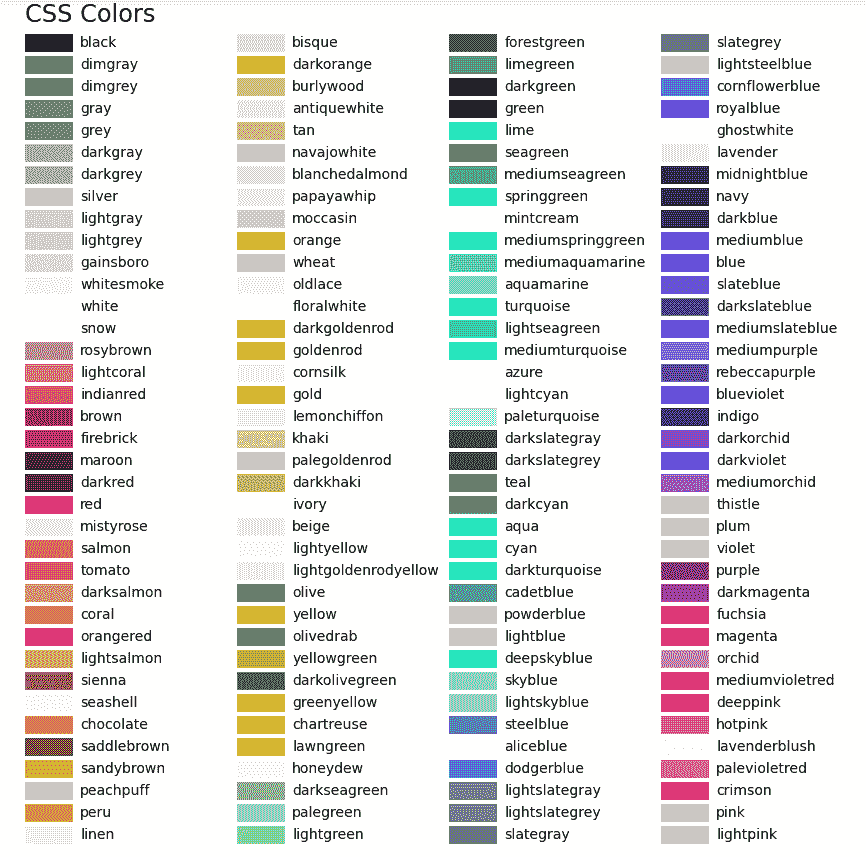 CSS Colors
black
dimgray
dimgrey
gray
grey
darkgray
darkgrey
silver
lightgray
lightgrey
gainsboro
whitesmoke
white
snow
rosybrown
lightcoral
indianred
brown
firebrick
maroon
darkred
red
mistyrose
salmon
tomato
darksalmon
coral
orangered
lightsalmon
sienna
seashell
chocolate
saddlebrown
sandybrown
peachpuff
peru
linen
bisque
darkorange
burlywood
antiquewhite
tan
navajowhite
blanchedalmond
papayawhip
moccasin
orange
wheat
oldlace
floralwhite
darkgoldenrod
goldenrod
cornsilk
gold
lemonchiffon
khaki
palegoldenrod
darkkhaki
ivory
beige
lightyellow
lightgoldenrodyellow
olive
yellow
olivedrab
yellowgreen
darkolivegreen
greenyellow
chartreuse
lawngreen
honeydew
darkseagreen
palegreen
lightgreen
forestgreen
limegreen
darkgreen
green
lime
seagreen
mediumseagreen
springgreen
mintcream
mediumspringgreen
mediumaquamarine
aquamarine
turquoise
lightseagreen
mediumturquoise
azure
lightcyan
paleturquoise
darkslategray
darkslategrey
teal
darkcyan
aqua
cyan
darkturquoise
cadetblue
powderblue
lightblue
deepskyblue
skyblue
lightskyblue
steelblue
aliceblue
dodgerblue
lightslategray
lightslategrey
slategray
slategrey
lightsteelblue
cornflowerblue
royalblue
ghostwhite
lavender
midnightblue
navy
darkblue
mediumblue
blue
slateblue
darkslateblue
mediumslateblue
mediumpurple
rebeccapurple
blueviolet
indigo
darkorchid
darkviolet
mediumorchid
thistle
plum
violet
purple
darkmagenta
fuchsia
magenta
orchid
mediumvioletred
deeppink
hotpink
lavenderblush
palevioletred
crimson
pink
lightpink